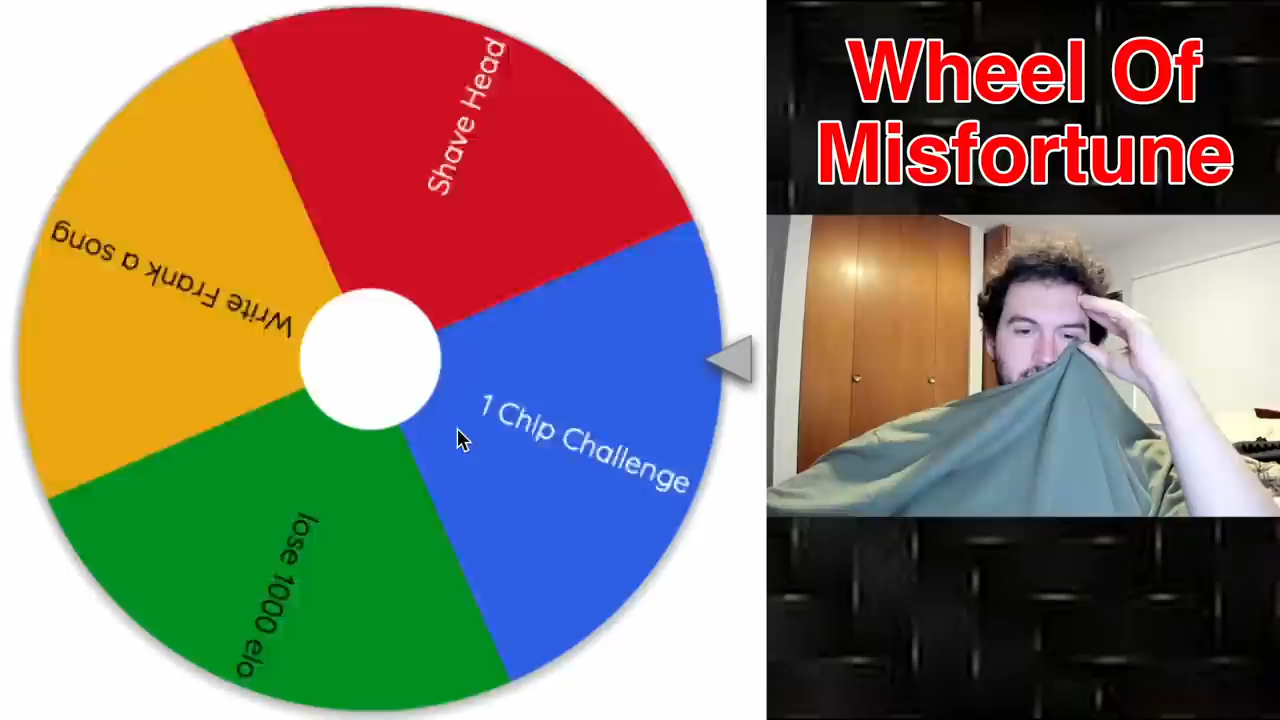 Wheel Of
Misfortune
Shave Head
Write Frank a song
1 Chip Challenge
lose 1000 elo